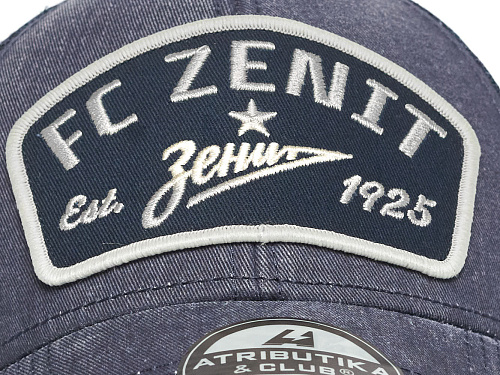 FC ZENIT
Зенит
Est. 1925
ATRIBUTIKA
& CLUB®